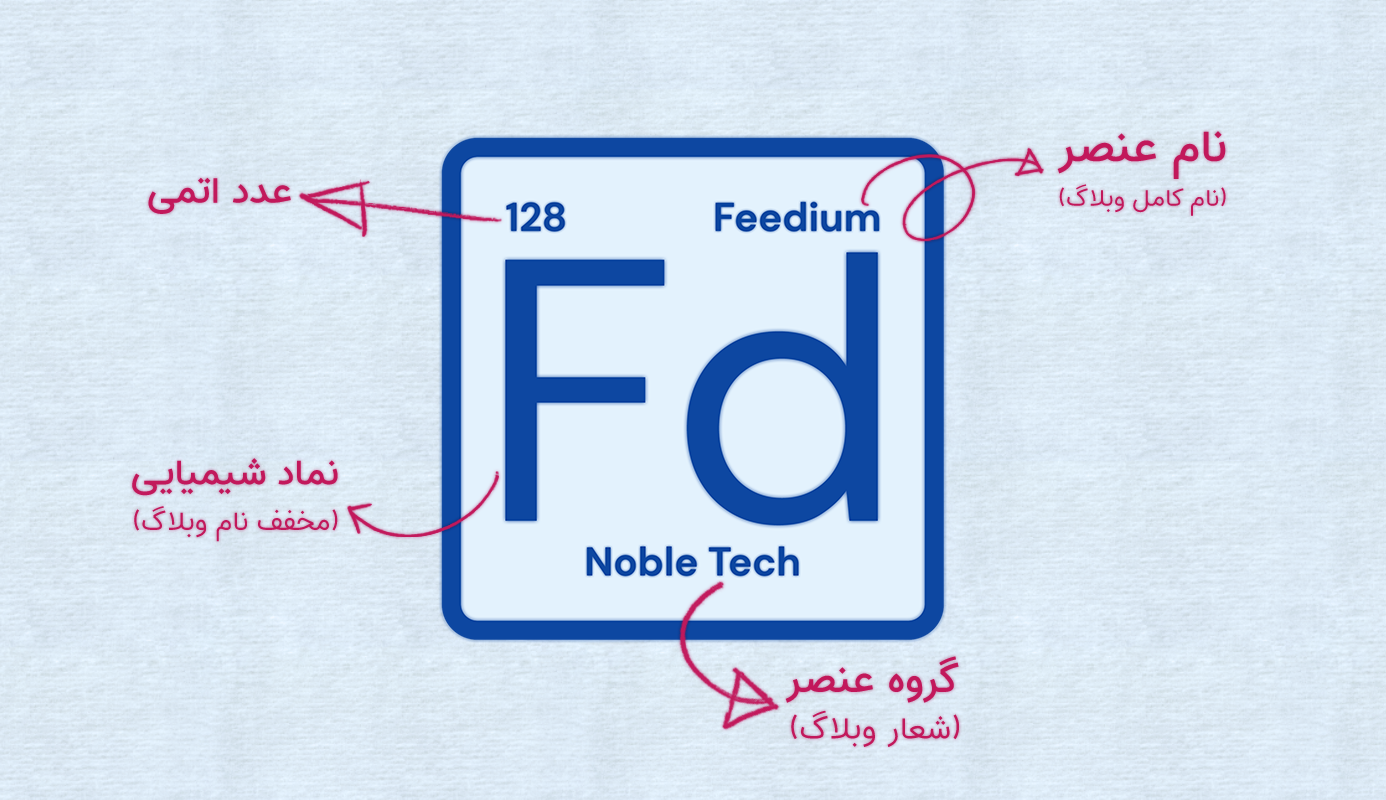 نام عنصر
(نام کامل وبلاگ)
عدد اتمی
128
Feedium
Fd
نماد شیمیایی
(مخفف نام وبلاگ)
Noble Tech
گروه عنصر
(شعار وبلاگ)